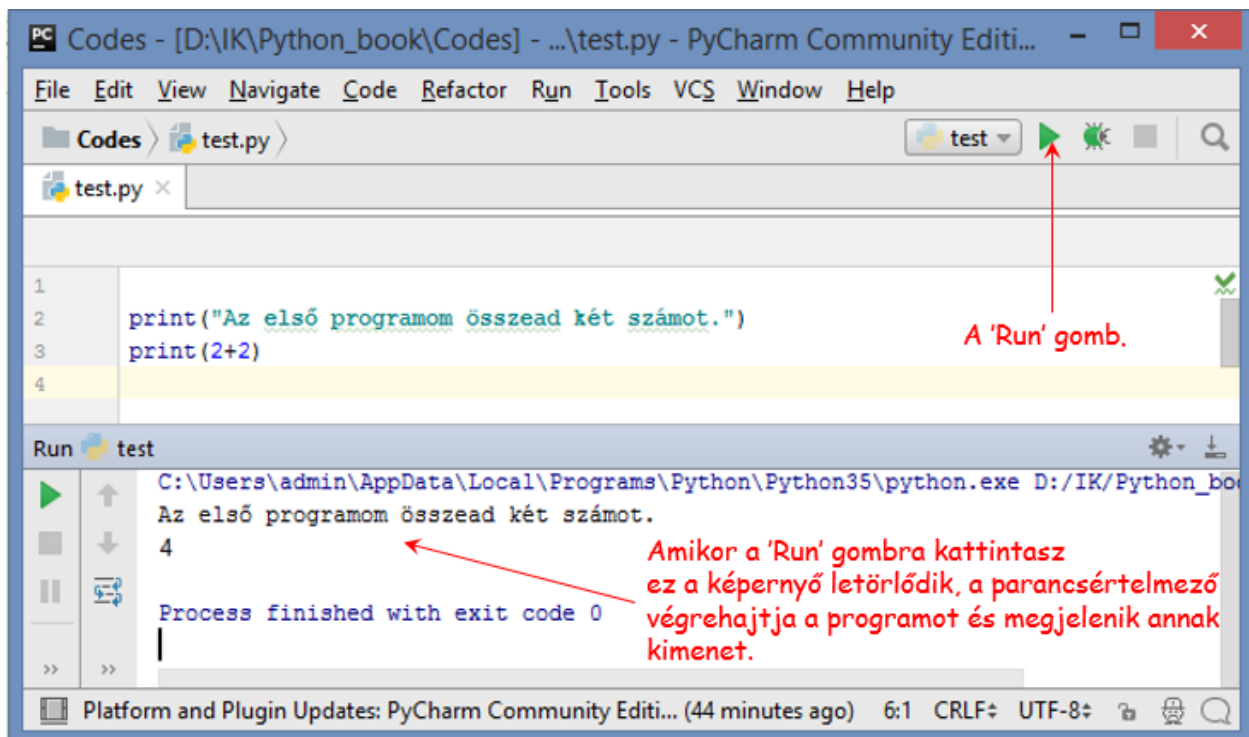 PC Codes - [D:\IK\Python_book\Codes] - ...\test.py - PyCharm Community Editi...
File Edit View Navigate Code Refactor Run Tools VCS Window Help
Codes test.py test
test.py
1
2 print("Az első programom összead két számot.")
3 print(2+2)
4
A 'Run' gomb.
Run test
C:\Users\admin\AppData\Local\Programs\Python\Python35\python.exe D:/IK/Python_boo
Az első programom összead két számot.
4
Process finished with exit code 0
Amikor a 'Run' gombra kattintasz
ez a képernyő letörlődik, a parancsértelmező
végrehajtja a programot és megjelenik annak
kimenet.
Platform and Plugin Updates: PyCharm Community Editi... (44 minutes ago) 6:1 CRLF UTF-8